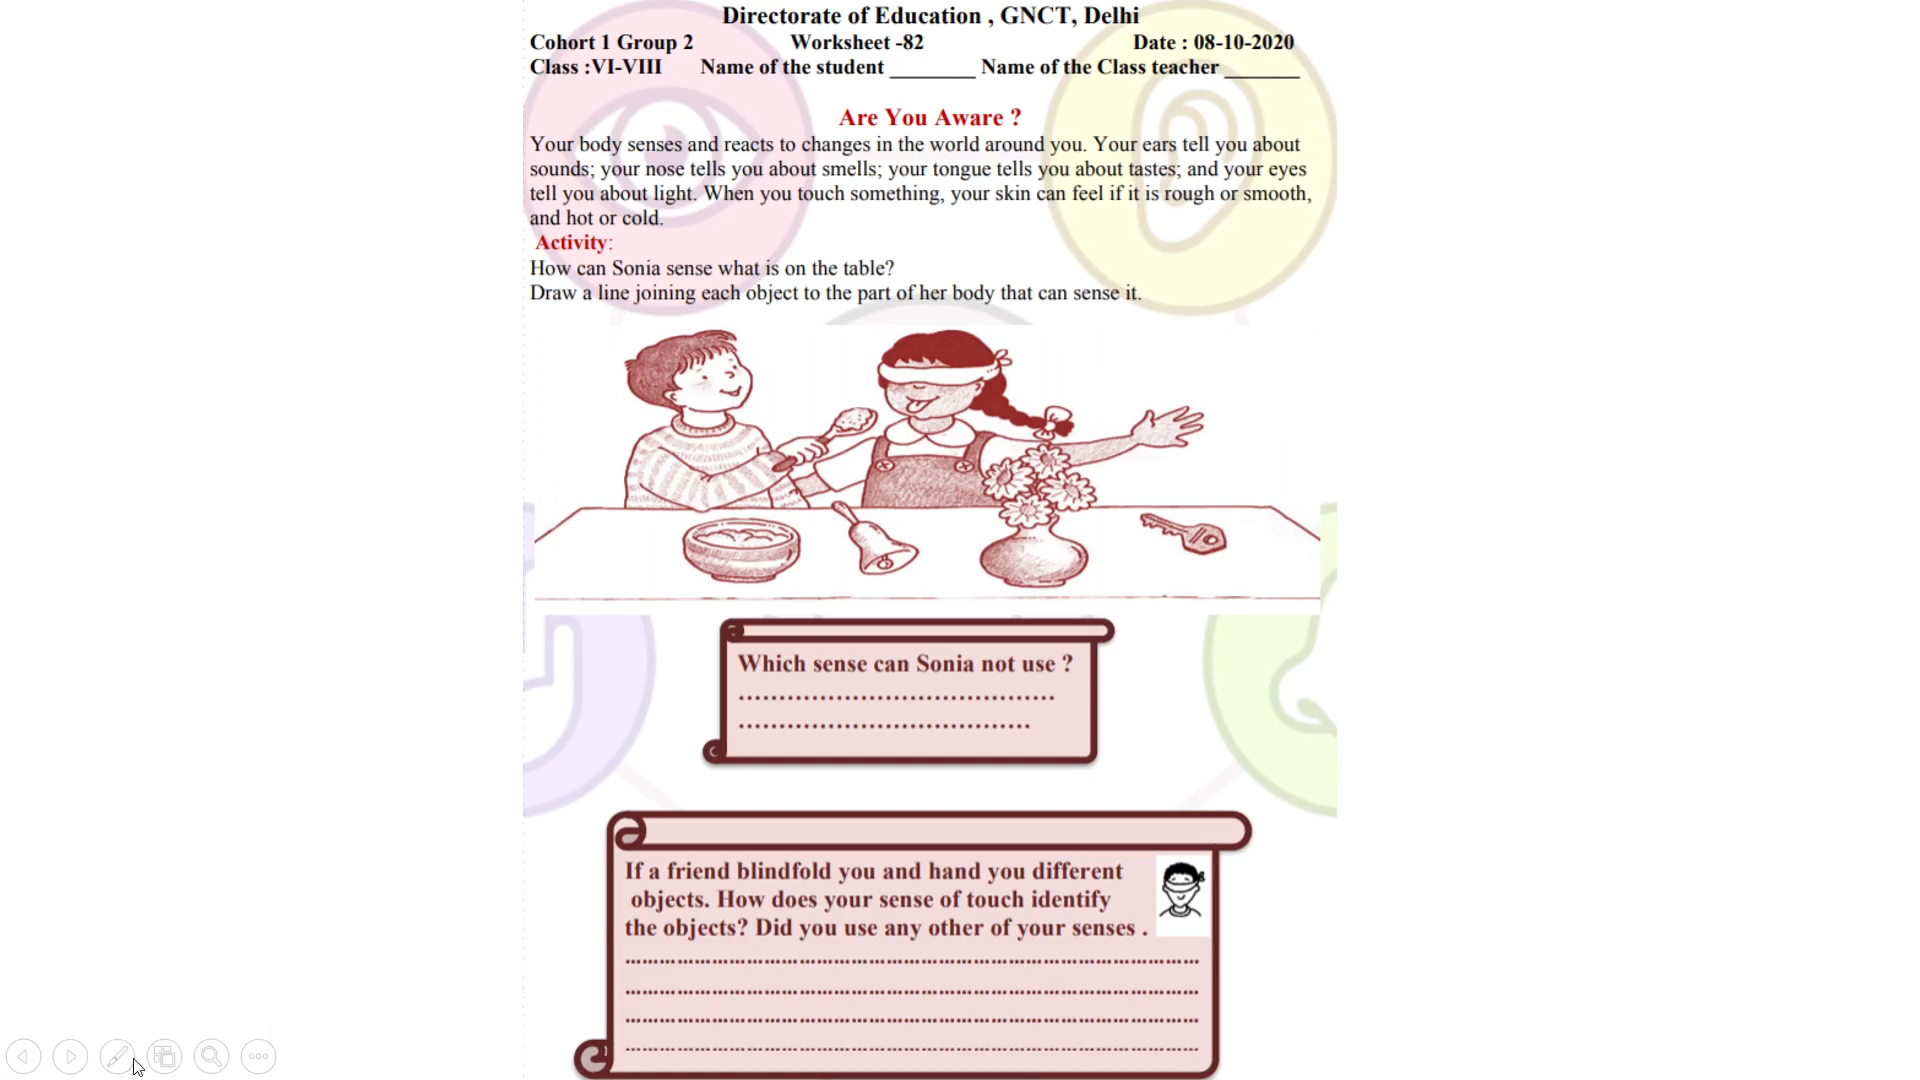 Directorate of Education , GNCT, Delhi
Cohort 1 Group 2 Worksheet -82 Date : 08-10-2020
Class :VI-VIII Name of the student ________ Name of the Class teacher _______
Are You Aware ?
Your body senses and reacts to changes in the world around you. Your ears tell you about
sounds; your nose tells you about smells; your tongue tells you about tastes; and your eyes
tell you about light. When you touch something, your skin can feel if it is rough or smooth,
and hot or cold.
Activity:
How can Sonia sense what is on the table?
Draw a line joining each object to the part of her body that can sense it.
Which sense can Sonia not use ?
.......................................
....................................
If a friend blindfold you and hand you different
objects. How does your sense of touch identify
the objects? Did you use any other of your senses .